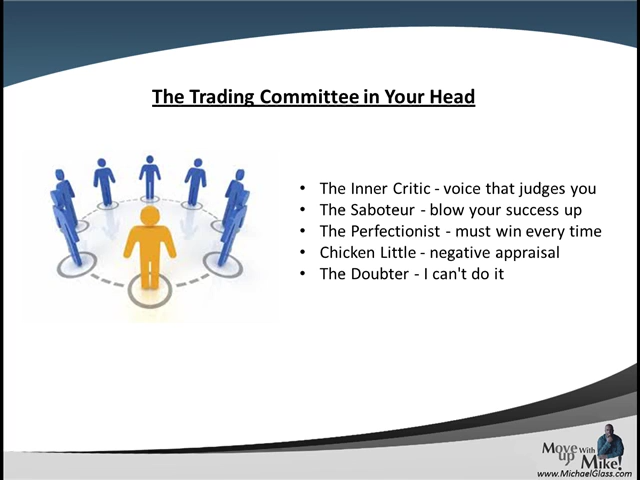 The Trading Committee in Your Head
• The Inner Critic - voice that judges you
• The Saboteur - blow your success up
• The Perfectionist - must win every time
• Chicken Little - negative appraisal
• The Doubter - I can't do it
Move up With Mike!
www.MichaelGlass.com